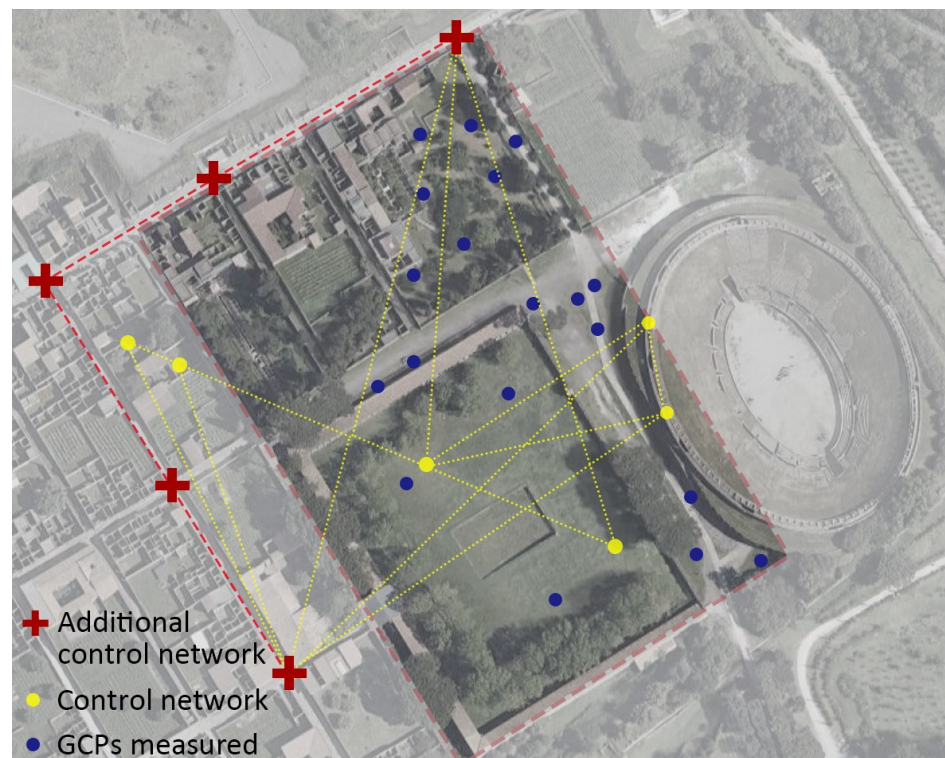 Additional
control network
Control network
GCPs measured